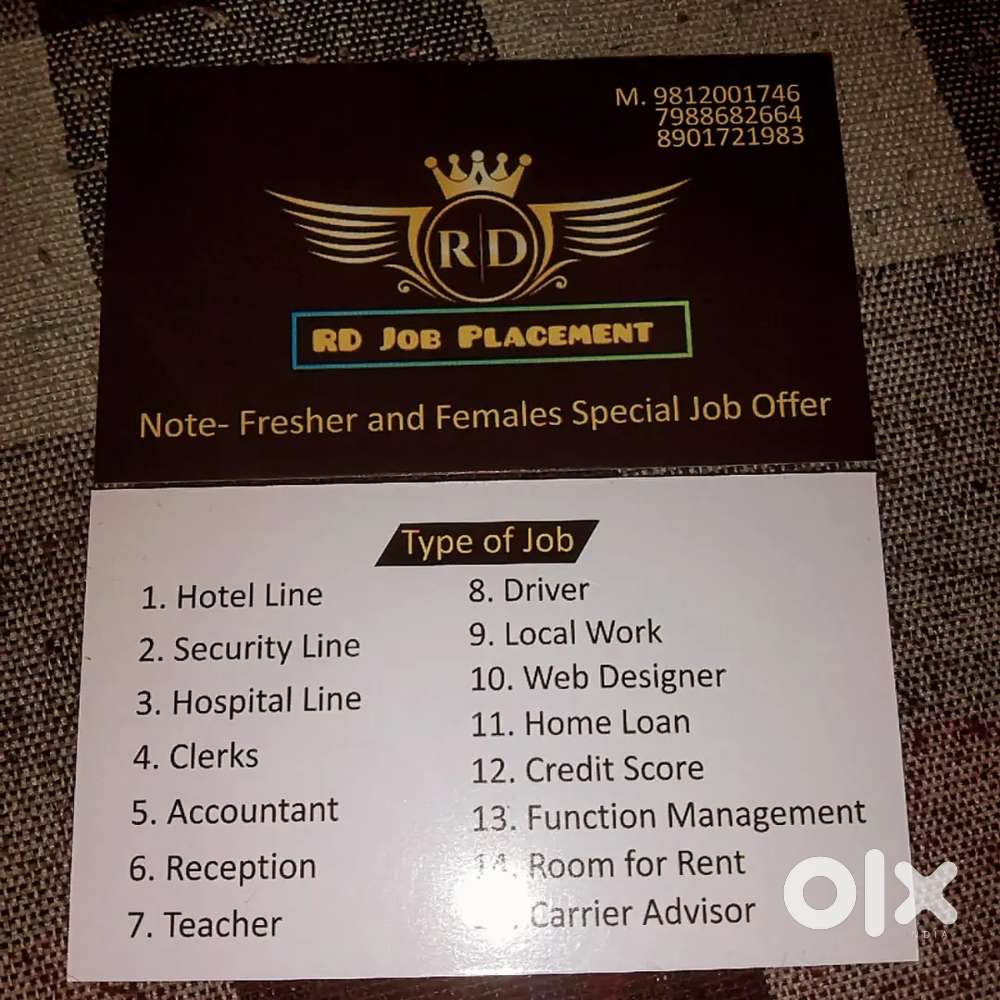 M. 9812001746
7988682664
8901721983
R|D
RD JOB PLACEMENT
Note- Fresher and Females Special Job Offer
Type of Job
1. Hotel Line
2. Security Line
3. Hospital Line
4. Clerks
5. Accountant
6. Reception
7. Teacher
8. Driver
9. Local Work
10. Web Designer
11. Home Loan
12. Credit Score
13. Function Management
14. Room for Rent
Carrier Advisor
olx
INDIA